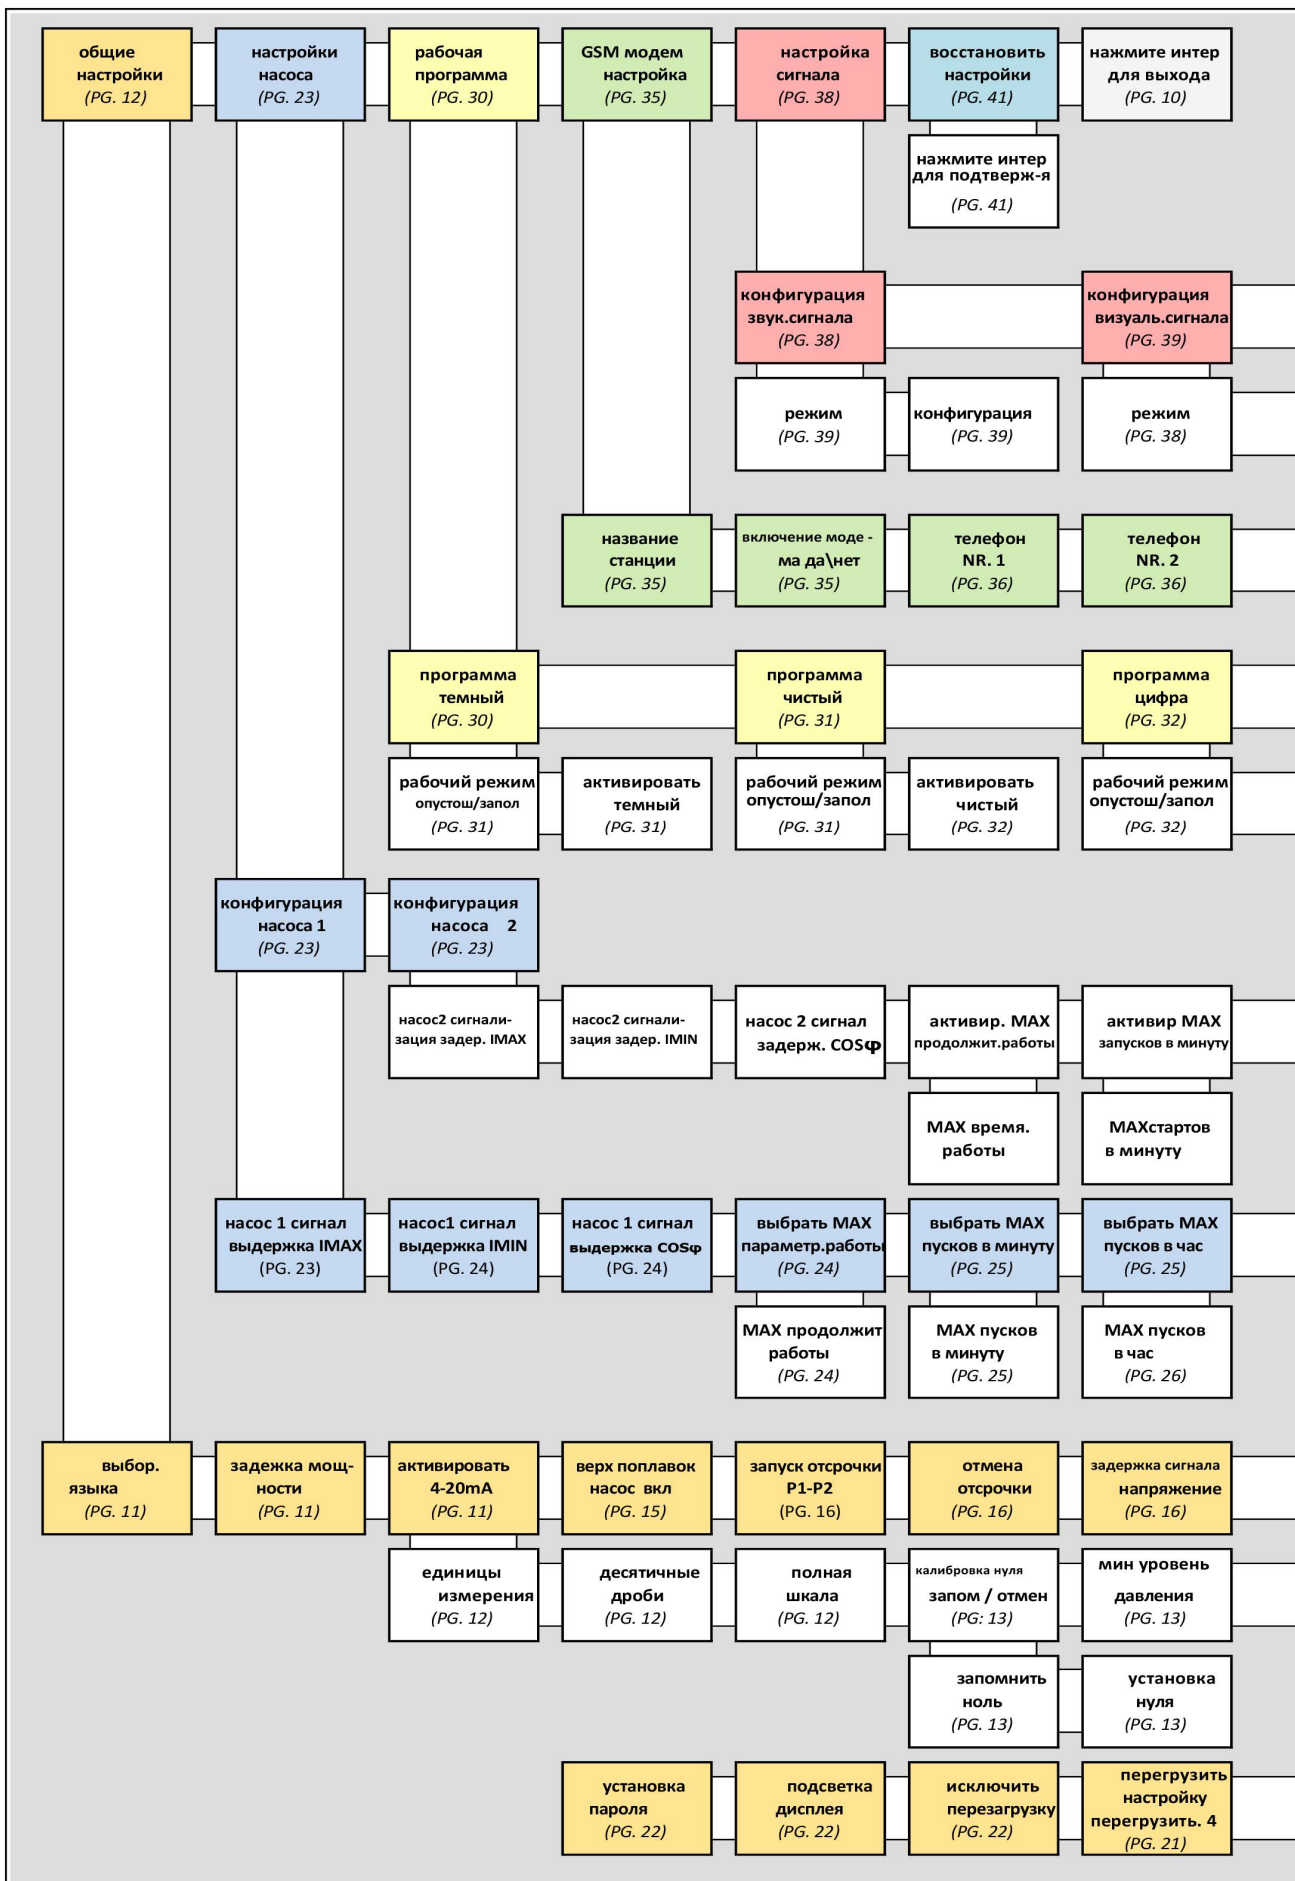 общие
настройки
(PG. 12)
настройки
насоса
(PG. 23)
рабочая
программа
(PG. 30)
GSM модем
настройка
(PG. 35)
настройка
сигнала
(PG. 38)
восстановить
настройки
(PG. 41)
нажмите интер
для выхода
(PG. 10)
нажмите интер
для подтверж-я
(PG. 41)
конфигурация
звук.сигнала
(PG. 38)
конфигурация
визуаль.сигнала
(PG. 39)
режим
(PG. 39)
конфигурация
(PG. 39)
режим
(PG. 38)
название
станции
(PG. 35)
включение моде -
ма да\нет
(PG. 35)
телефон
NR. 1
(PG. 36)
телефон
NR. 2
(PG. 36)
программа
темный
(PG. 30)
программа
чистый
(PG. 31)
программа
цифра
(PG. 32)
рабочий режим
опустош/запол
(PG. 31)
активировать
темный
(PG. 31)
рабочий режим
опустош/запол
(PG. 31)
активировать
чистый
(PG. 32)
рабочий режим
опустош/запол
(PG. 32)
конфигурация
насоса 1
(PG. 23)
конфигурация
насоса 2
(PG. 23)
насос2 сигнали-
зация задер. IMAX
насос2 сигнали-
зация задер. IMIN
насос 2 сигнал
задерж. COSφ
активир. MAX
продолжит.работы
активир MAX
запусков в минуту
MAX время.
работы
MAXстартов
в минуту
насос 1 сигнал
выдержка IMAX
(PG. 23)
насос1 сигнал
выдержка IMIN
(PG. 24)
насос 1 сигнал
выдержка COSφ
(PG. 24)
выбрать MAX
параметр.работы
(PG. 24)
выбрать MAX
пусков в минуту
(PG. 25)
выбрать MAX
пусков в час
(PG. 25)
MAX продолжит
работы
(PG. 24)
MAX пусков
в минуту
(PG. 25)
MAX пусков
в час
(PG. 26)
выбор.
языка
(PG. 11)
задежка мощ-
ности
(PG. 11)
активировать
4-20mA
(PG. 11)
верх поплавок
насос вкл
(PG. 15)
запуск отсрочки
P1-P2
(PG. 16)
отмена
отсрочки
(PG. 16)
задержка сигнала
напряжение
(PG. 16)
единицы
измерения
(PG. 12)
десятичные
дроби
(PG. 12)
полная
шкала
(PG. 12)
калибровка нуля
запом / отмен
(PG: 13)
мин уровень
давления
(PG. 13)
запомнить
ноль
(PG. 13)
установка
нуля
(PG. 13)
установка
пароля
(PG. 22)
подсветка
дисплея
(PG. 22)
исключить
перезагрузку
(PG. 22)
перегрузить
настройку
перегрузить. 4
(PG. 21)